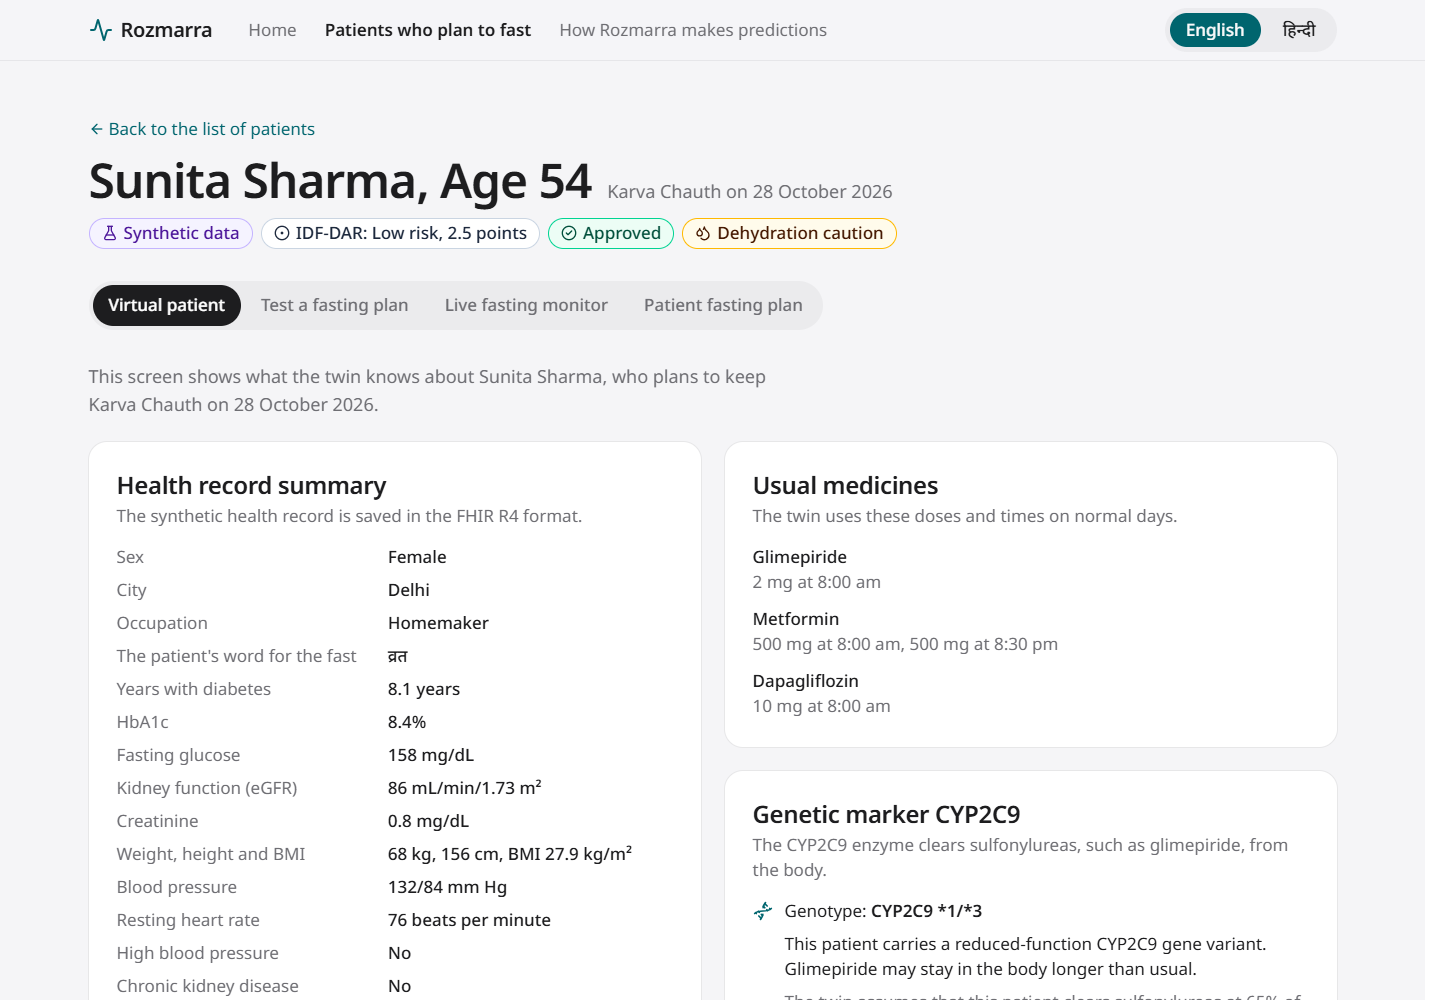 Rozmarra
Home
Patients who plan to fast
How Rozmarra makes predictions
English
हिन्दी
Back to the list of patients
Sunita Sharma, Age 54
Karva Chauth on 28 October 2026
Synthetic data
IDF-DAR: Low risk, 2.5 points
Approved
Dehydration caution
Virtual patient
Test a fasting plan
Live fasting monitor
Patient fasting plan
This screen shows what the twin knows about Sunita Sharma, who plans to keep
Karva Chauth on 28 October 2026.
Health record summary
The synthetic health record is saved in the FHIR R4 format.
Sex Female
City Delhi
Occupation Homemaker
The patient's word for the fast व्रत
Years with diabetes 8.1 years
HbA1c 8.4%
Fasting glucose 158 mg/dL
Kidney function (eGFR) 86 mL/min/1.73 m²
Creatinine 0.8 mg/dL
Weight, height and BMI 68 kg, 156 cm, BMI 27.9 kg/m²
Blood pressure 132/84 mm Hg
Resting heart rate 76 beats per minute
High blood pressure No
Chronic kidney disease No
Usual medicines
The twin uses these doses and times on normal days.
Glimepiride
2 mg at 8:00 am
Metformin
500 mg at 8:00 am, 500 mg at 8:30 pm
Dapagliflozin
10 mg at 8:00 am
Genetic marker CYP2C9
The CYP2C9 enzyme clears sulfonylureas, such as glimepiride, from
the body.
Genotype: CYP2C9 *1/*3
This patient carries a reduced-function CYP2C9 gene variant.
Glimepiride may stay in the body longer than usual.
The twin assumes that this patient clears sulfonylureas at 65% of